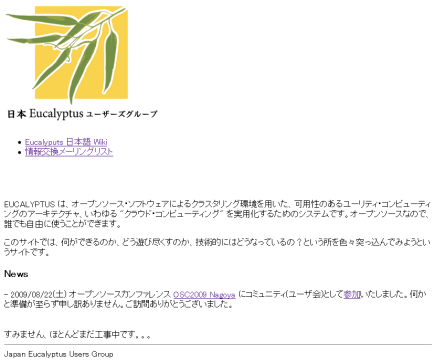 日本 Eucalyptus ユーザーズグループ
Eucalyputs 日本語 Wiki
情報交換メーリングリスト
EUCALYPTUS は、オープンソース・ソフトウェアによるクラスタリング環境を用いた、可用性のあるユーリティ・コンピューティ
ングのアーキテクチャ、いわゆる "クラウド・コンピューティング" を実用化するためのシステムです。オープンソースなので、
誰でも自由に使うことができます。
このサイトでは、何ができるのか、どう遊び尽くすのか、技術的にはどうなっているの?という所を色々突っ込んでみようとい
うサイトです。
News
- 2009/08/22(土) オープンソースカンファレンス OSC2009 Nagoya にコミュニティ(ユーザ会)として参加いたしました。何か
と準備が至らず申し訳ありません。ご訪問ありがとうございました。
すみません、ほとんどまだ工事中です。。。
Japan Eucalyptus Users Group